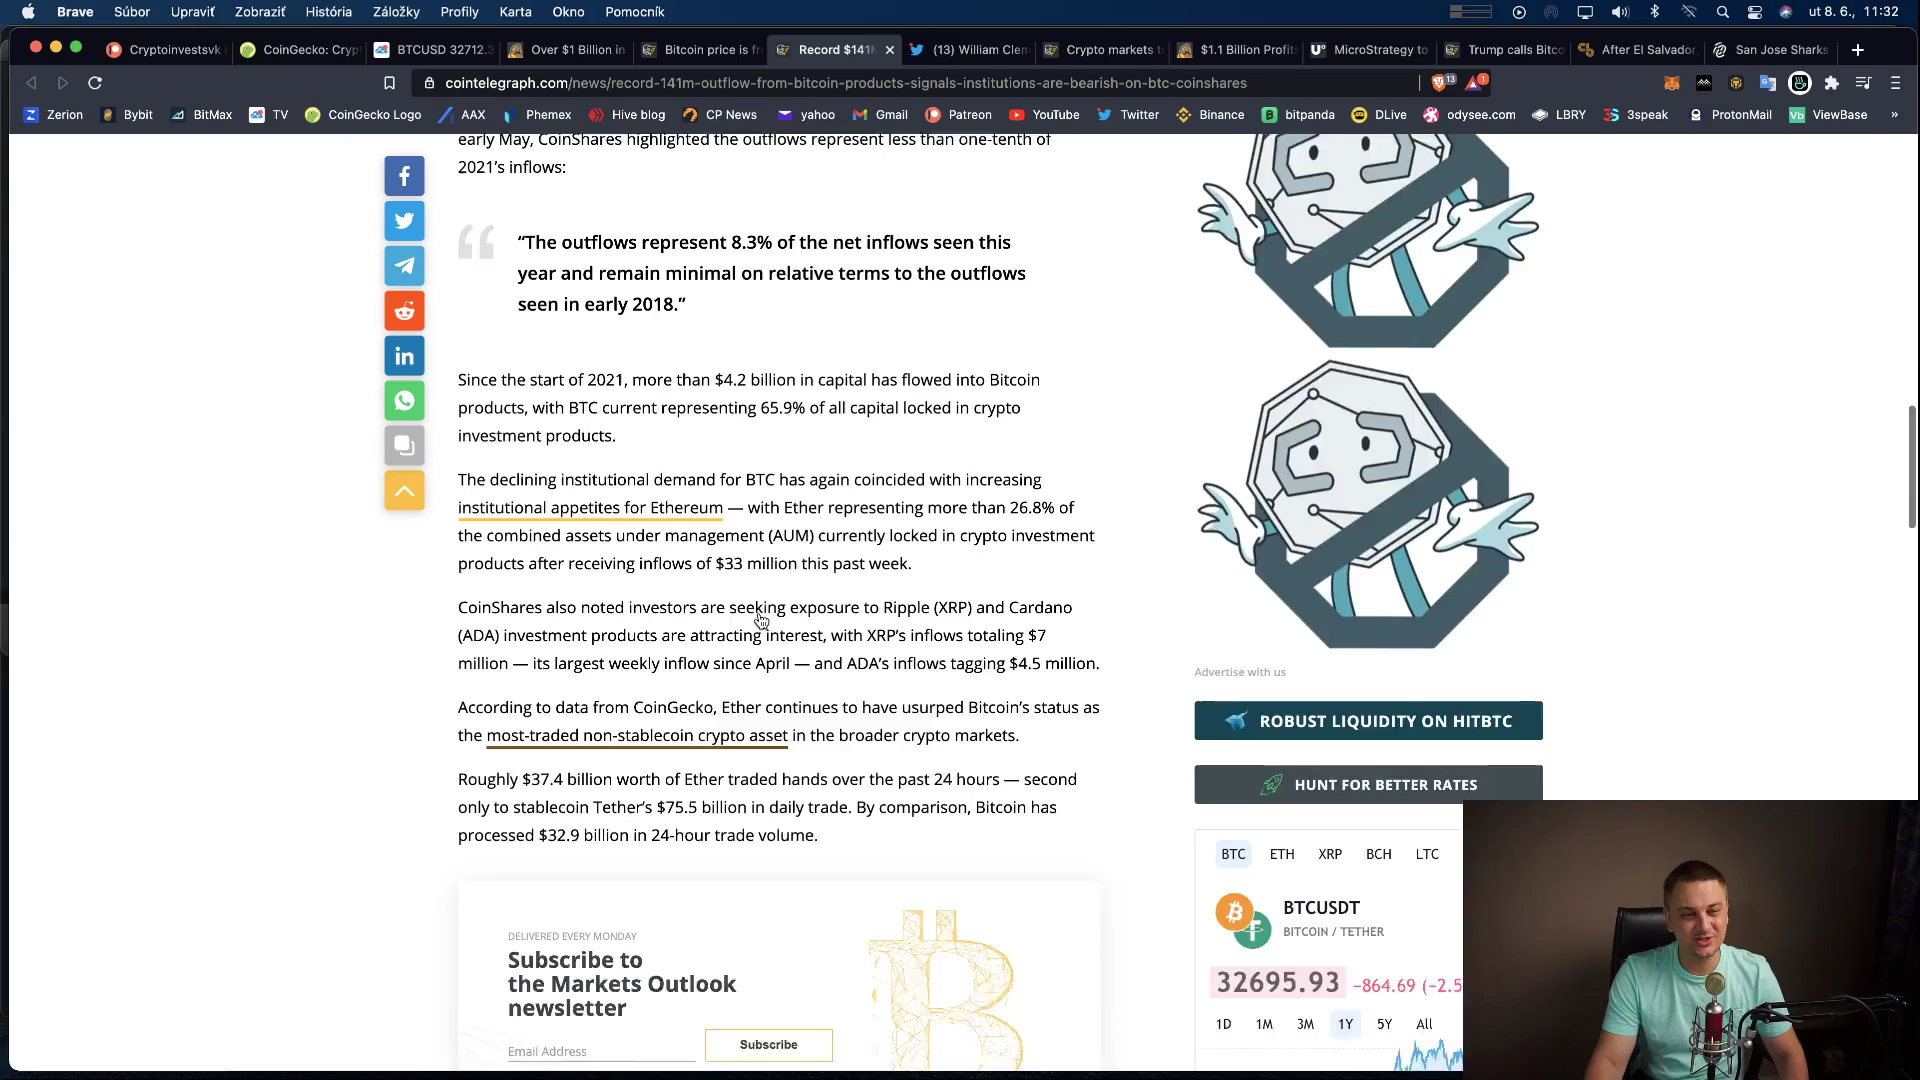 Brave Súbor Upraviť Zobraziť História Záložky Profily Karta Okno Pomocník ut 8. 6., 11:32
Cryptoinvestsvk CoinGecko: Cryp BTCUSD 32712.3 Over $1 Billion in Bitcoin price is fr Record $141 (13) William Clem Crypto markets t $1.1 Billion Profit MicroStrategy to Trump calls Bitco After El Salvador, San Jose Sharks
cointelegraph.com/news/record-141m-outflow-from-bitcoin-products-signals-institutions-are-bearish-on-btc-coinshares 13 1
Zerion Bybit BitMax TV CoinGecko Logo AAX Phemex Hive blog CP News yahoo Gmail Patreon YouTube Twitter Binance bitpanda DLive odysee.com LBRY 3speak ProtonMail ViewBase »
early May, CoinShares highlighted the outflows represent less than one-tenth of
2021’s inflows:
“The outflows represent 8.3% of the net inflows seen this
year and remain minimal on relative terms to the outflows
seen in early 2018.”
Since the start of 2021, more than $4.2 billion in capital has flowed into Bitcoin
products, with BTC current representing 65.9% of all capital locked in crypto
investment products.
The declining institutional demand for BTC has again coincided with increasing
institutional appetites for Ethereum — with Ether representing more than 26.8% of
the combined assets under management (AUM) currently locked in crypto investment
products after receiving inflows of $33 million this past week.
CoinShares also noted investors are seeking exposure to Ripple (XRP) and Cardano
(ADA) investment products are attracting interest, with XRP’s inflows totaling $7
million — its largest weekly inflow since April — and ADA’s inflows tagging $4.5 million.
According to data from CoinGecko, Ether continues to have usurped Bitcoin’s status as
the most-traded non-stablecoin crypto asset in the broader crypto markets.
Roughly $37.4 billion worth of Ether traded hands over the past 24 hours — second
only to stablecoin Tether’s $75.5 billion in daily trade. By comparison, Bitcoin has
processed $32.9 billion in 24-hour trade volume.
DELIVERED EVERY MONDAY
Subscribe to
the Markets Outlook
newsletter
Email Address
Subscribe
Advertise with us
ROBUST LIQUIDITY ON HITBTC
HUNT FOR BETTER RATES
BTC ETH XRP BCH LTC
BTCUSDT
BITCOIN / TETHER
32695.93 −864.69 (−2.5
1D 1M 3M 1Y 5Y All